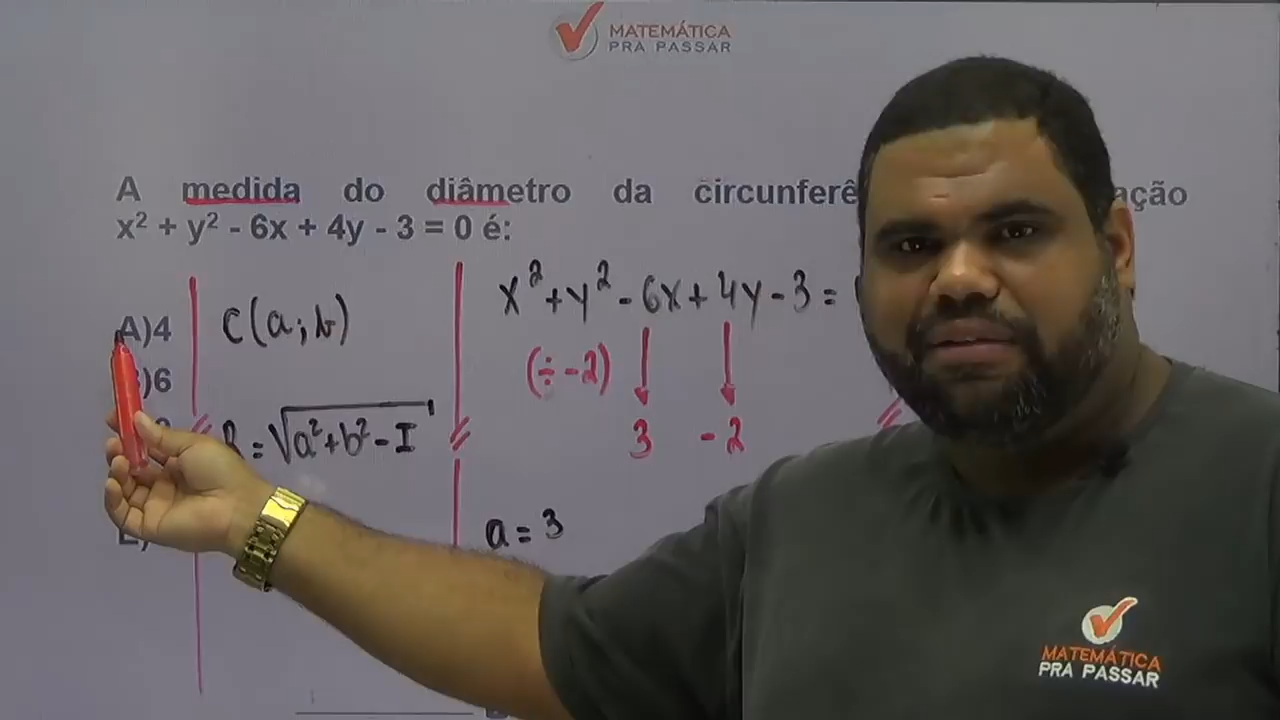 MATEMÁTICA
PRA PASSAR
A medida do diâmetro da circunferê ação
x² + y² - 6x + 4y - 3 = 0 é:
A)4
)6
C(a;b)
R = √a²+b²-I
x²+y²-6x+4y-3=
(÷-2)
3 -2
a = 3
MATEMÁTICA
PRA PASSAR